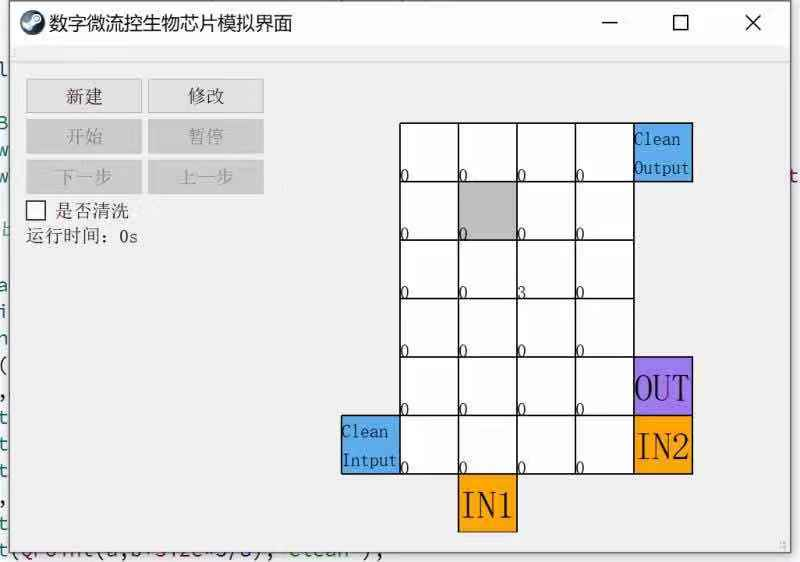 数字微流控生物芯片模拟界面
新建 修改
开始 暂停
下一步 上一步
是否清洗
运行时间: 0s
Clean
Output
0 0 0 0
0 0 0 0
0 0 3 0
0 0 0 0
OUT
0 0 0 0
Clean
Intput
0 0 0 0
IN2
IN1